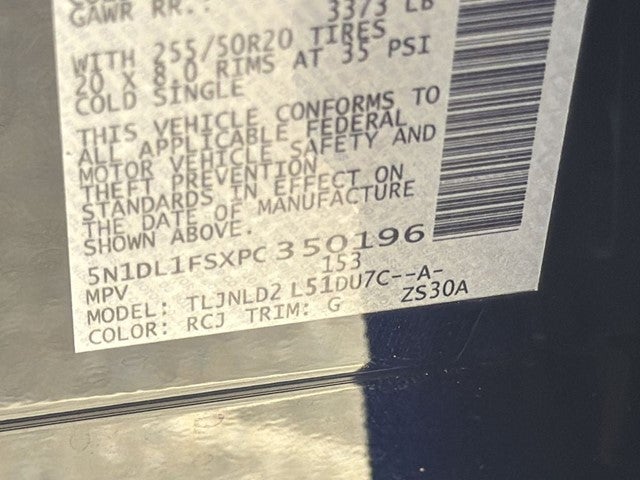 GAWR RR.: 3373 LB
WITH 255/50R20 TIRES
20 X 8.0 RIMS AT 35 PSI
COLD SINGLE
THIS VEHICLE CONFORMS TO
ALL APPLICABLE FEDERAL
MOTOR VEHICLE SAFETY AND
THEFT PREVENTION
STANDARDS IN EFFECT ON
THE DATE OF MANUFACTURE
SHOWN ABOVE.
5N1DL1FSXPC350196
MPV 153
MODEL: TLJNLD2 L51DU7C--A-
COLOR: RCJ TRIM: G ZS30A